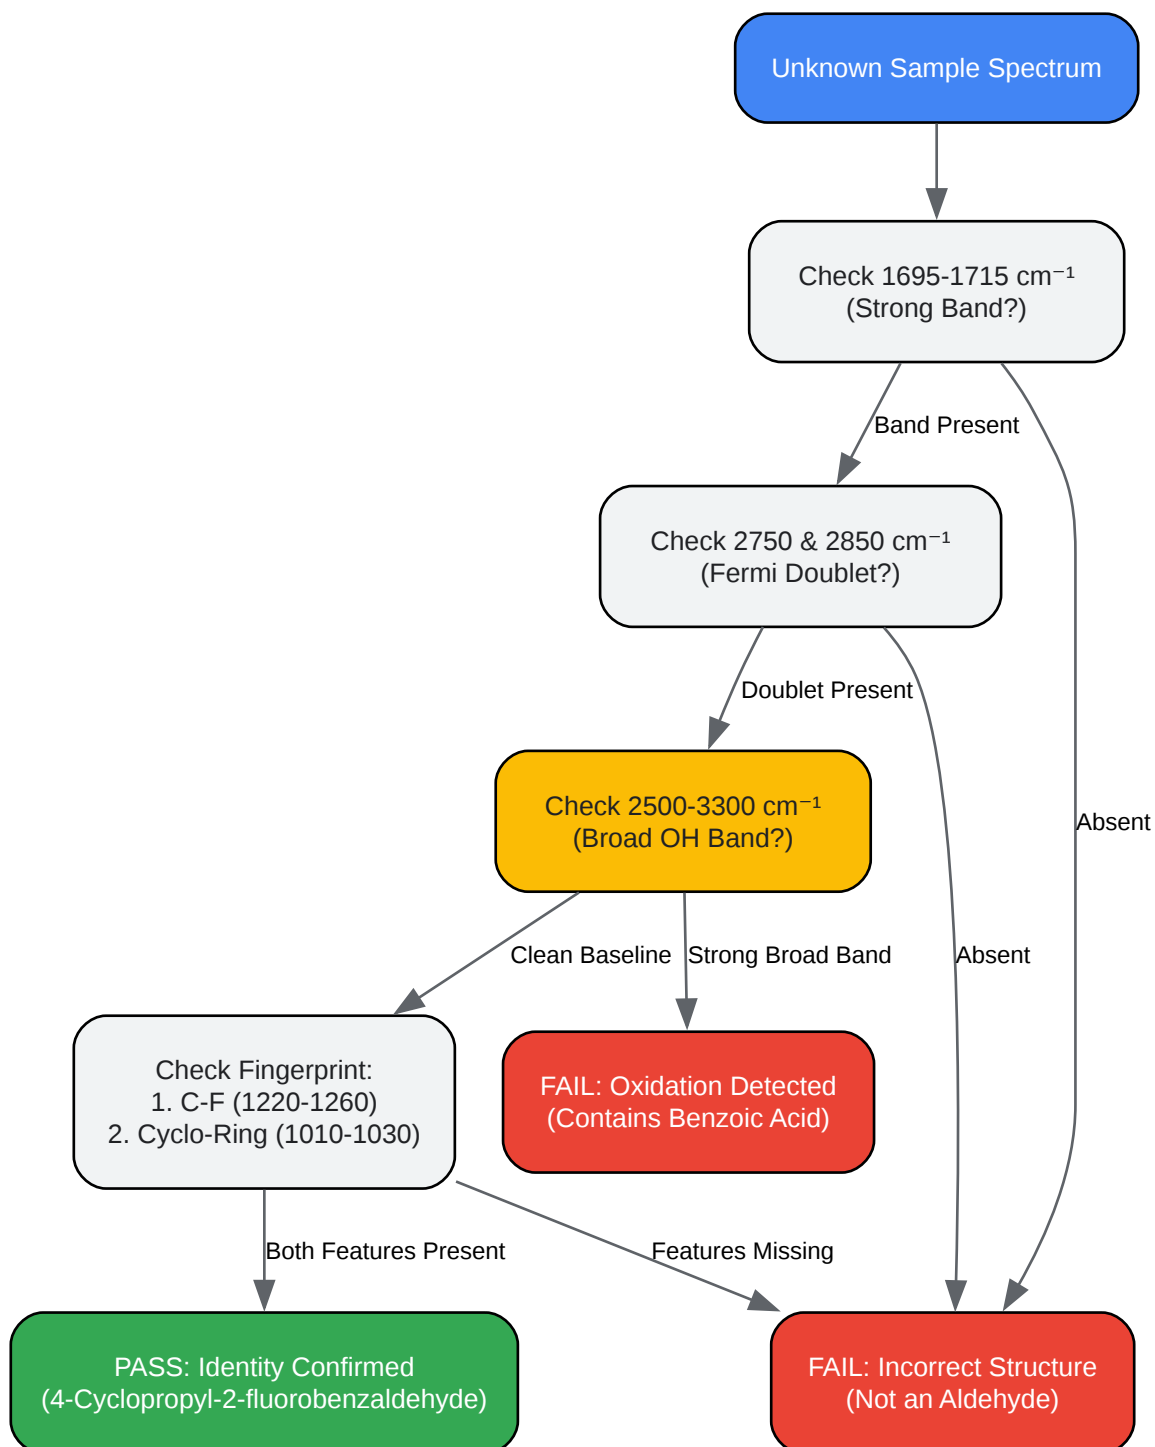 Unknown Sample Spectrum
Check 1695-1715 cm⁻¹
(Strong Band?)
Band Present
Check 2750 & 2850 cm⁻¹
(Fermi Doublet?)
Doublet Present
Check 2500-3300 cm⁻¹
(Broad OH Band?)
Absent
Clean Baseline
Strong Broad Band
Absent
Check Fingerprint:
1. C-F (1220-1260)
2. Cyclo-Ring (1010-1030)
FAIL: Oxidation Detected
(Contains Benzoic Acid)
Both Features Present
Features Missing
PASS: Identity Confirmed
(4-Cyclopropyl-2-fluorobenzaldehyde)
FAIL: Incorrect Structure
(Not an Aldehyde)